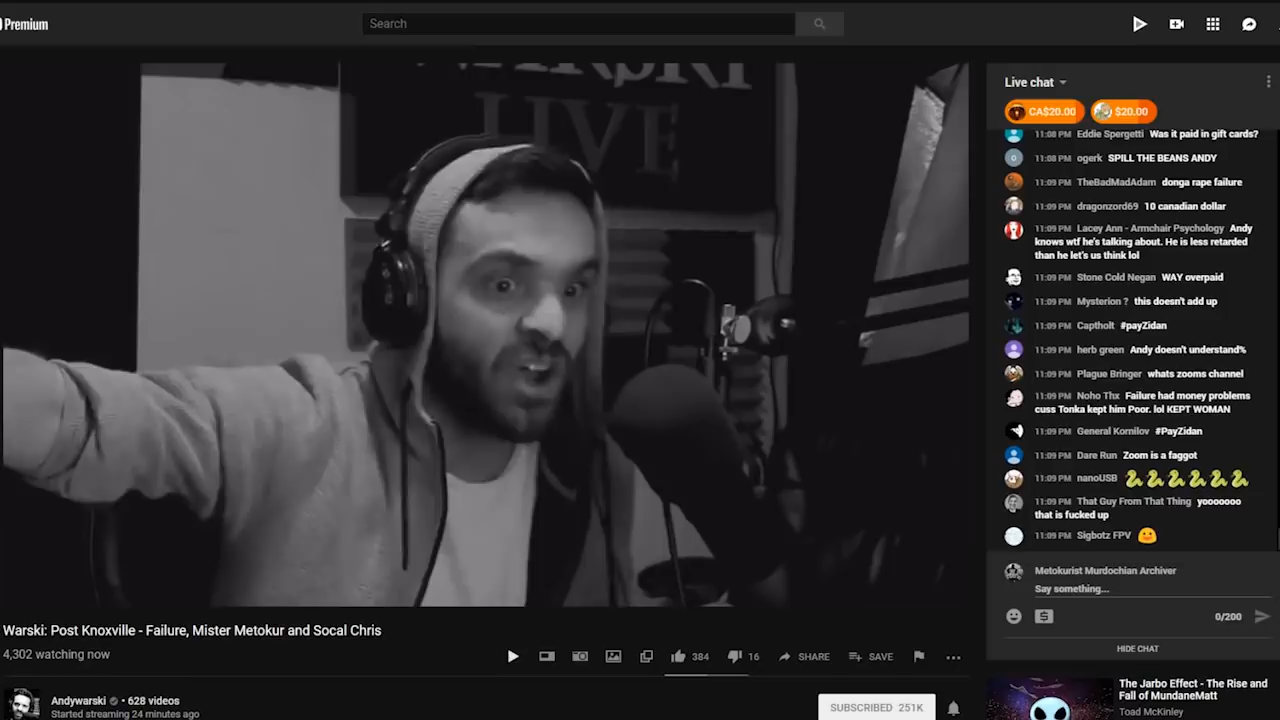 Premium
Search
WARSKI
LIVE
Live chat
CA$20.00
$20.00
11:08 PM Eddie Spergetti Was it paid in gift cards?
11:08 PM ogerk SPILL THE BEANS ANDY
11:09 PM TheBadMadAdam donga rape failure
11:09 PM dragonzord69 10 canadian dollar
11:09 PM Lacey Ann - Armchair Psychology Andy
knows wtf he's talking about. He is less retarded
than he let's us think lol
11:09 PM Stone Cold Negan WAY overpaid
11:09 PM Mysterion ? this doesn't add up
11:09 PM Captholt #payZidan
11:09 PM herb green Andy doesn't understand%
11:09 PM Plague Bringer whats zooms channel
11:09 PM Noho Thx Failure had money problems
cuss Tonka kept him Poor. lol KEPT WOMAN
11:09 PM General Kornilov #PayZidan
11:09 PM Dare Run Zoom is a faggot
11:09 PM nanoUSB
11:09 PM That Guy From That Thing yooooooo
that is fucked up
11:09 PM Sigbotz FPV
Metokurist Murdochian Archiver
Say something...
0/200
HIDE CHAT
Warski: Post Knoxville - Failure, Mister Metokur and Socal Chris
4,302 watching now
384
16
SHARE
SAVE
Andywarski • 628 videos
Started streaming 24 minutes ago
SUBSCRIBED 251K
The Jarbo Effect - The Rise and
Fall of MundaneMatt
Toad McKinley